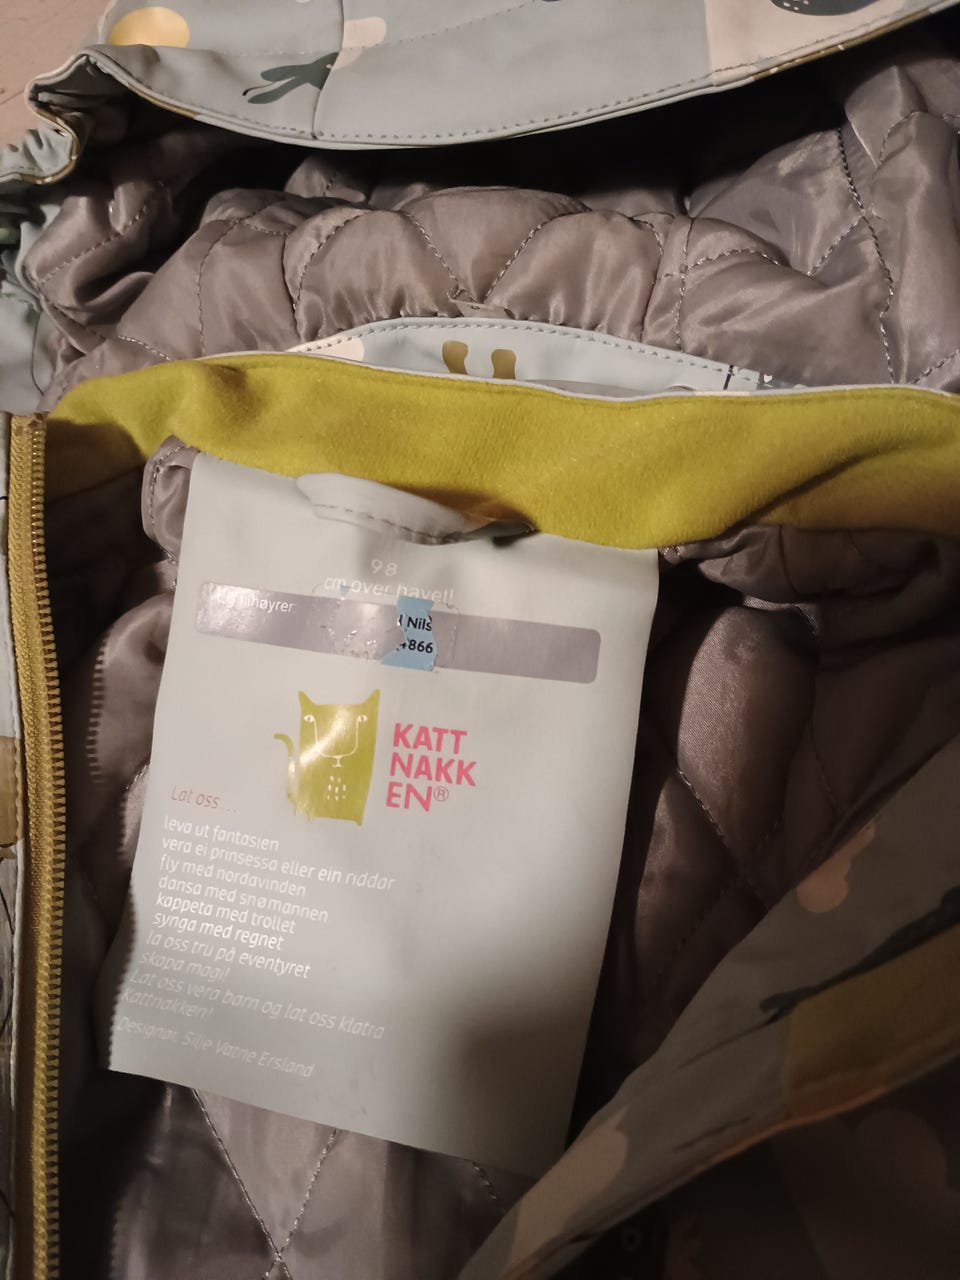 98
cm over havet!
Eg tilhøyrer
Nils
+866
KATT
NAKK
EN®
Lat oss...
leva ut fantasien
vera ei prinsessa eller ein riddar
fly med nordavinden
dansa med snømannen
kappeta med trollet
synga med regnet
la oss tru på eventyret
skapa magi!
Lat oss vera barn og lat oss klatra
Kattnakken!
Designar, Silje Vatne Ersland